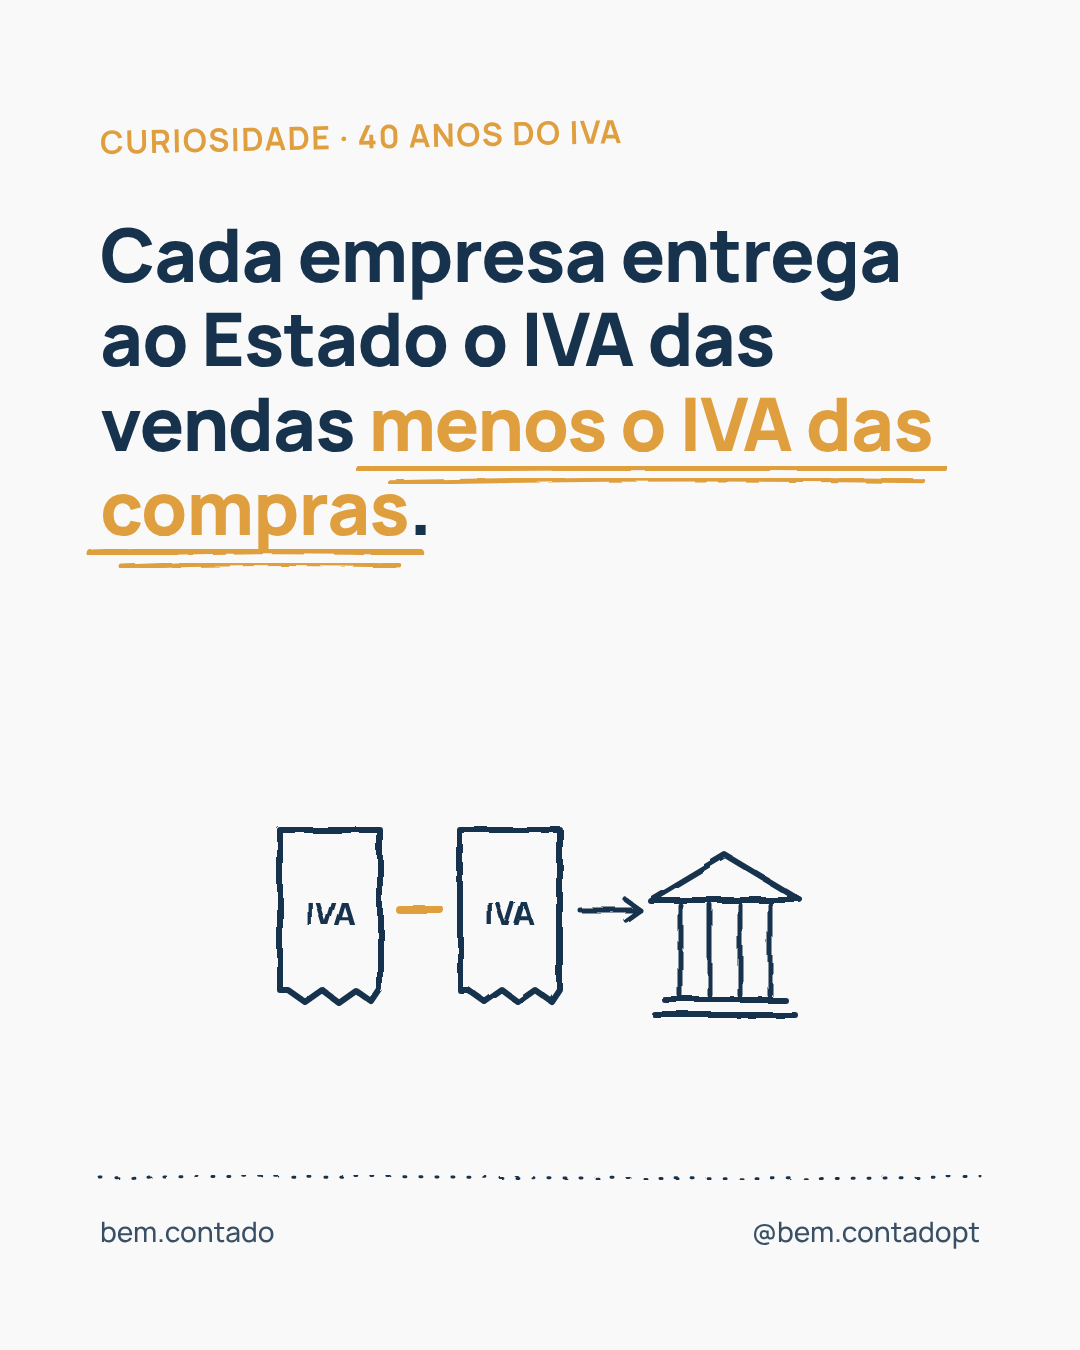 CURIOSIDADE · 40 ANOS DO IVA
Cada empresa entrega
ao Estado o IVA das
vendas menos o IVA das
compras.
IVA
IVA
bem.contado
@bem.contadopt